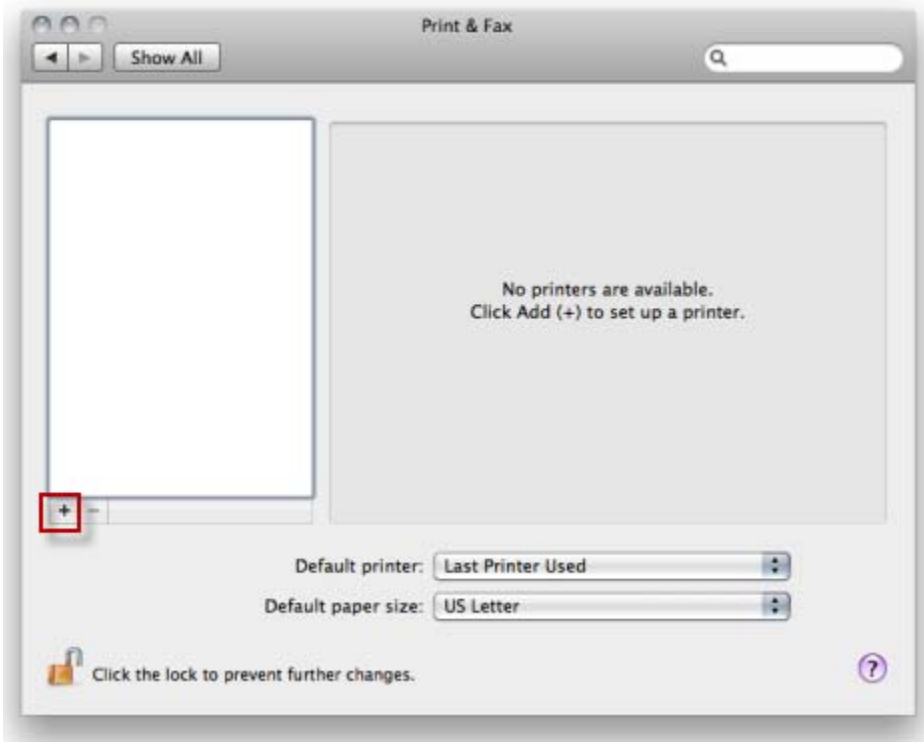 Print & Fax
Show All
No printers are available.
Click Add (+) to set up a printer.
+ −
Default printer: Last Printer Used
Default paper size: US Letter
Click the lock to prevent further changes.
?